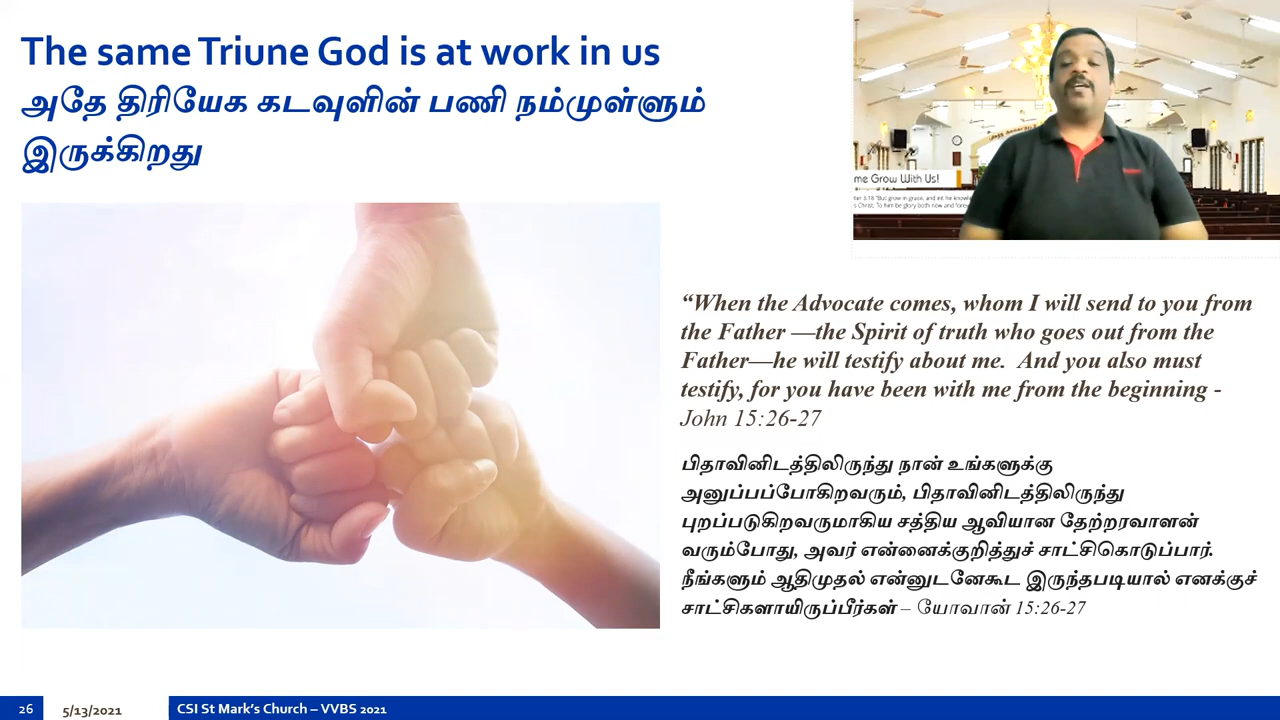 The same Triune God is at work in us
அதே திரியேக கடவுளின் பணி நம்முள்ளும்
இருக்கிறது
me Grow With Us!
"But grow in grace, and
“When the Advocate comes, whom I will send to you from
the Father —the Spirit of truth who goes out from the
Father—he will testify about me. And you also must
testify, for you have been with me from the beginning -
John 15:26-27
பிதாவினிடத்திலிருந்து நான் உங்களுக்கு
அனுப்பப்போகிறவரும், பிதாவினிடத்திலிருந்து
புறப்படுகிறவருமாகிய சத்திய ஆவியான தேற்றரவாளன்
வரும்போது, அவர் என்னைக்குறித்துச் சாட்சிகொடுப்பார்.
நீங்களும் ஆதிமுதல் என்னுடனேகூட இருந்தபடியால் எனக்குச்
சாட்சிகளாயிருப்பீர்கள் – யோவான் 15:26-27
26
5/13/2021
CSI St Mark’s Church – VVBS 2021